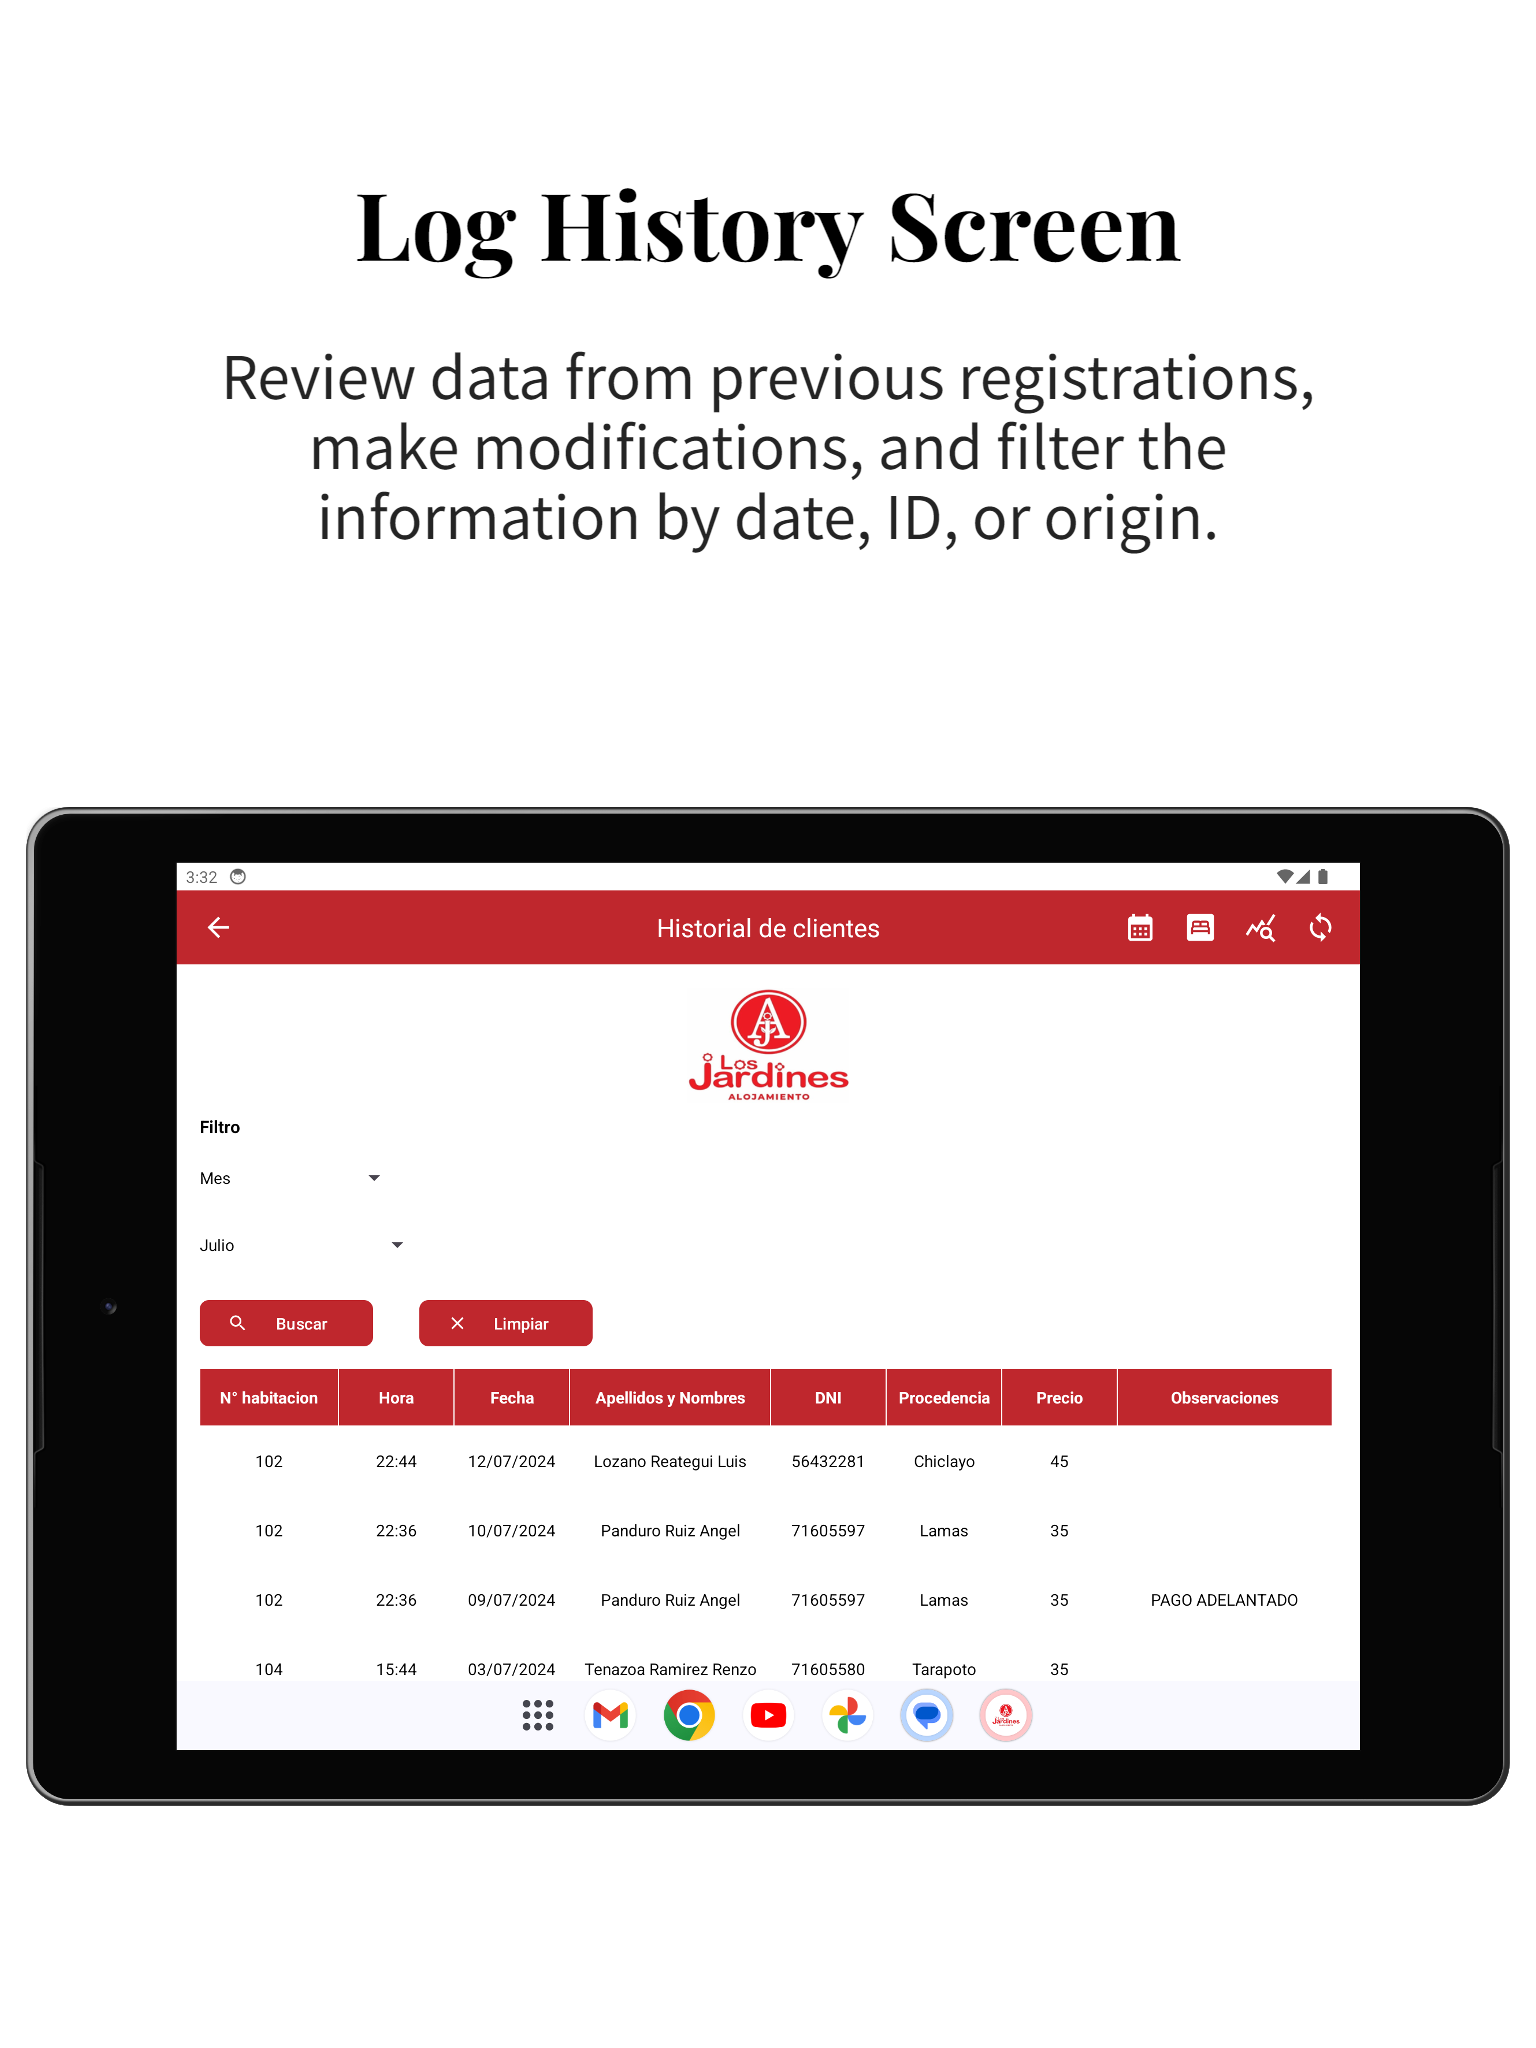 Log History Screen
Review data from previous registrations,
make modifications, and filter the
information by date, ID, or origin.
3:32
Historial de clientes
AJ
Los
Jardines
ALOJAMIENTO
Filtro
Mes
Julio
Buscar Limpiar
N° habitacion Hora Fecha Apellidos y Nombres DNI Procedencia Precio Observaciones
102 22:44 12/07/2024 Lozano Reategui Luis 56432281 Chiclayo 45
102 22:36 10/07/2024 Panduro Ruiz Angel 71605597 Lamas 35
102 22:36 09/07/2024 Panduro Ruiz Angel 71605597 Lamas 35 PAGO ADELANTADO
104 15:44 03/07/2024 Tenazoa Ramirez Renzo 71605580 Tarapoto 35
Jardines